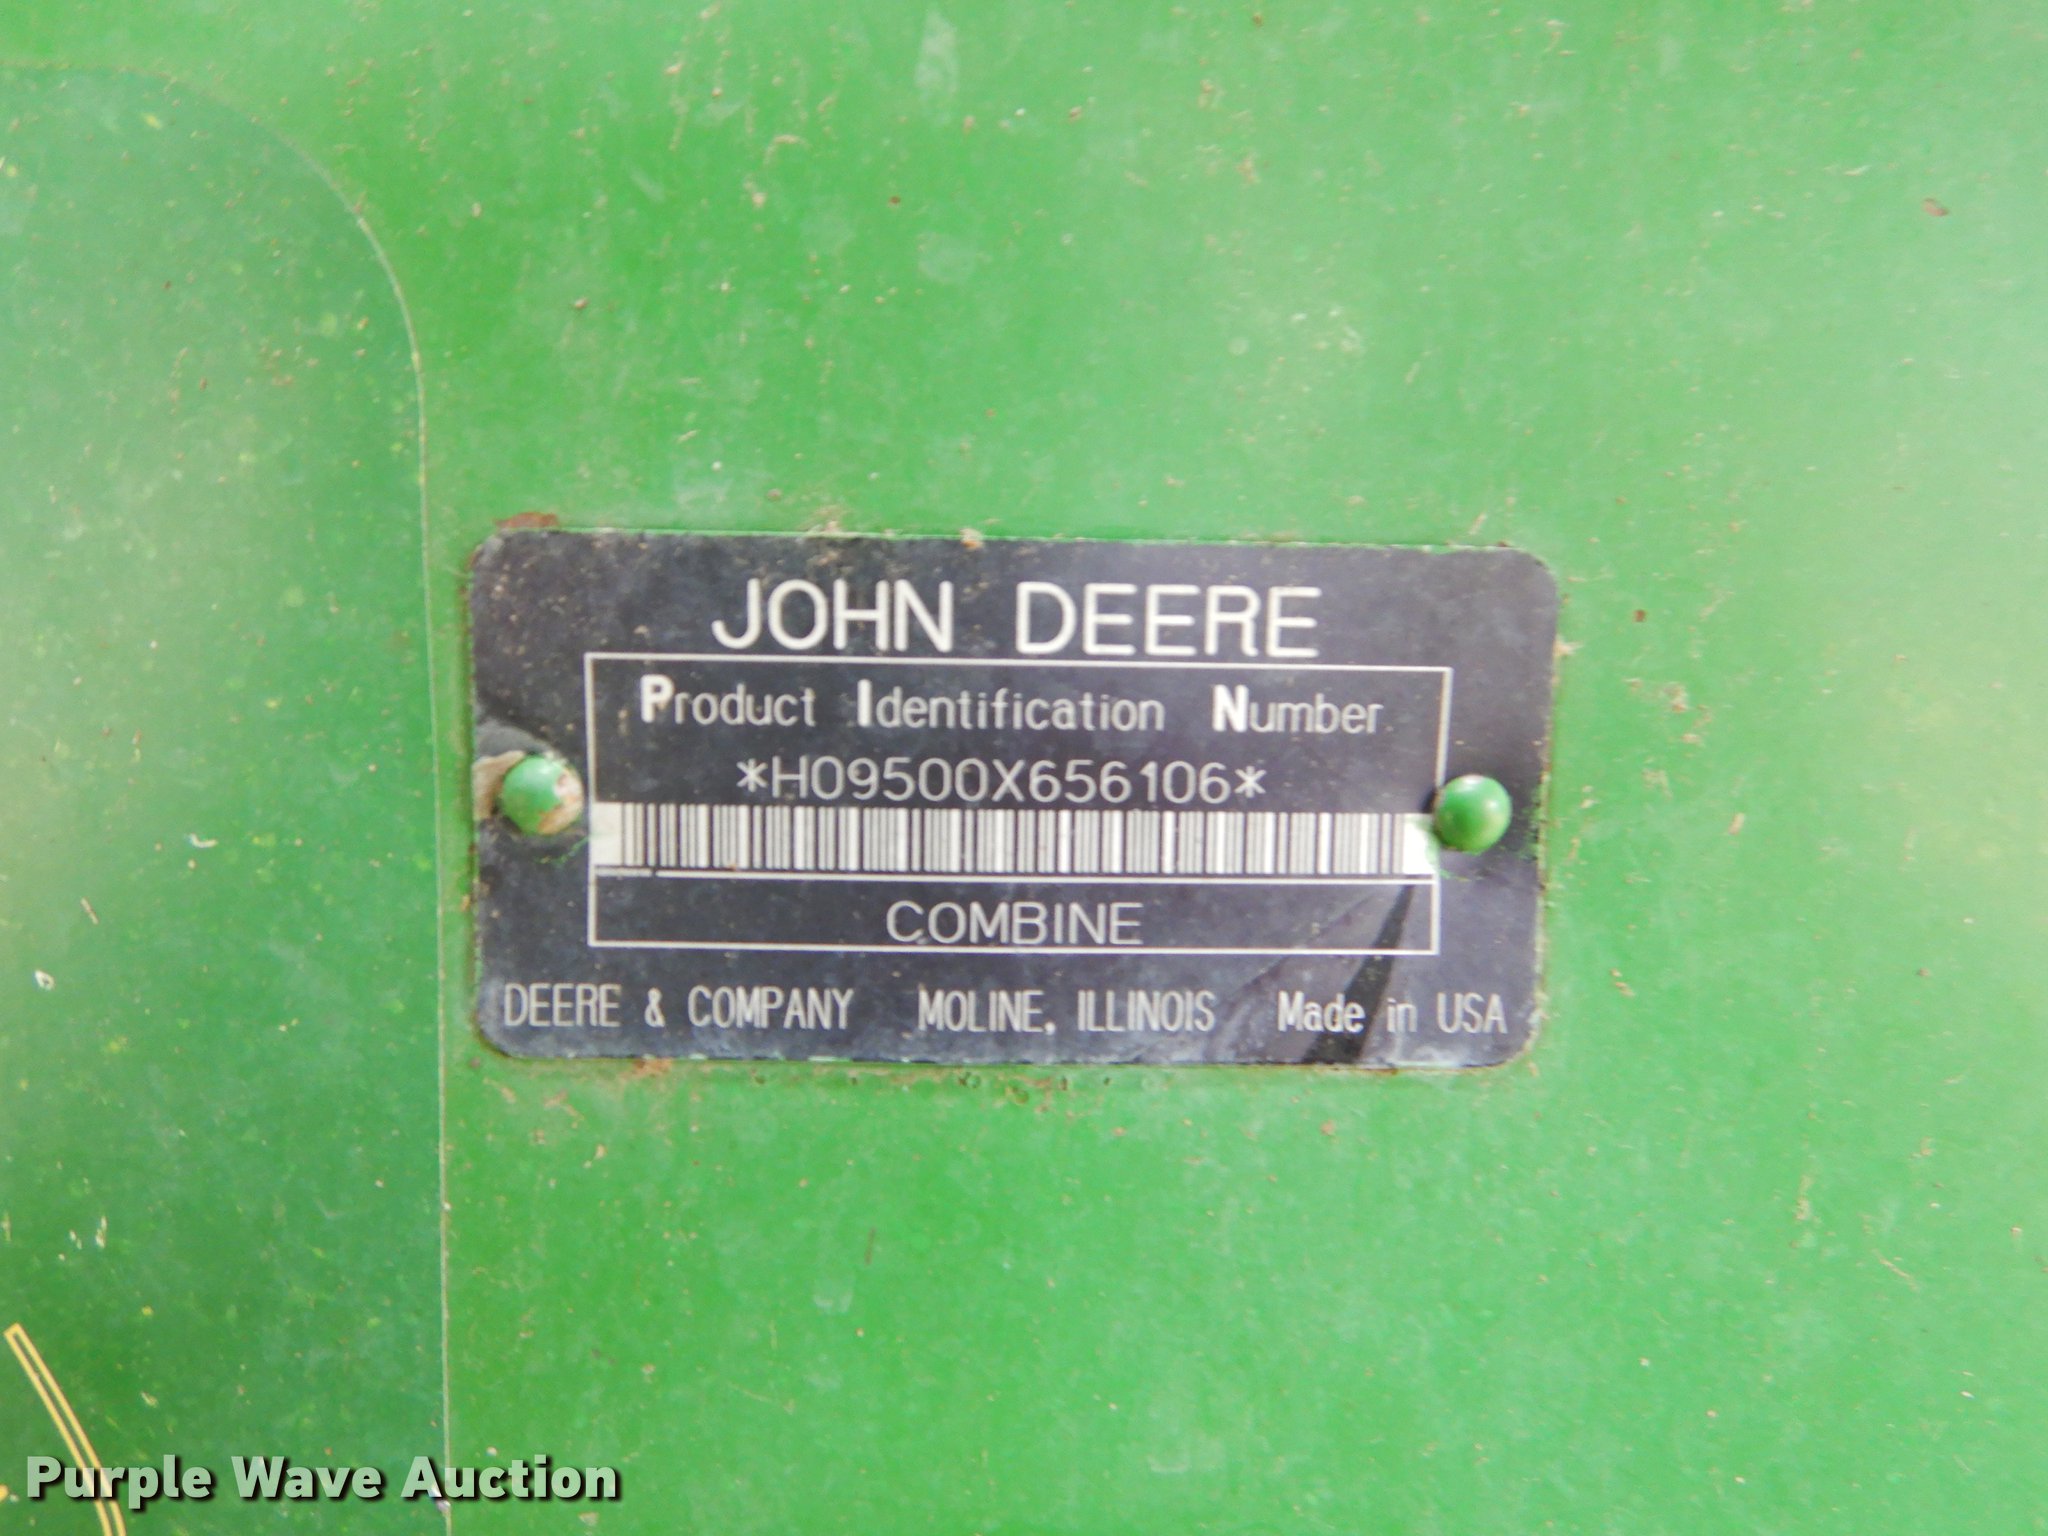 JOHN DEERE
Product Identification Number
*H09500X656106*
COMBINE
DEERE & COMPANY MOLINE, ILLINOIS Made in USA
Purple Wave Auction